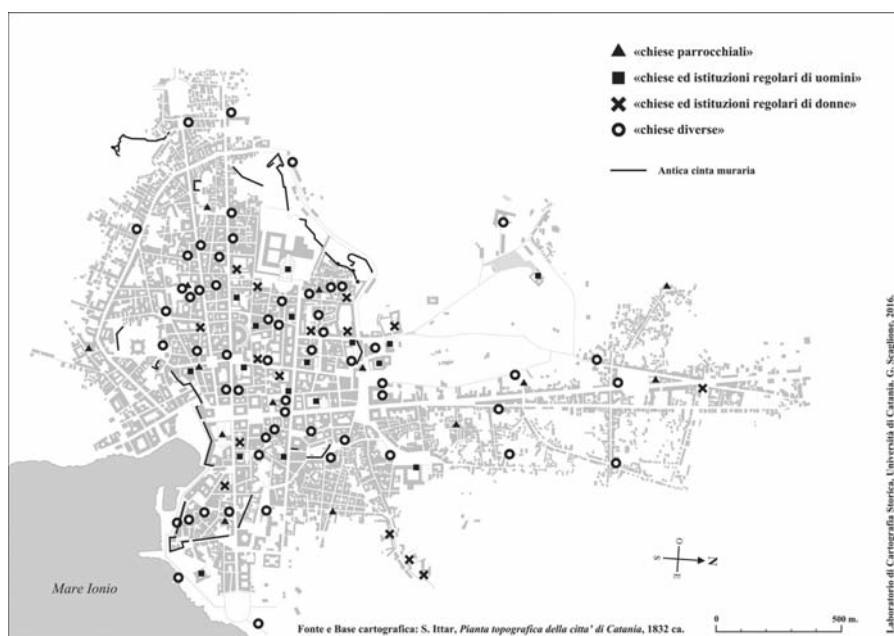 «chiese parrocchiali»
«chiese ed istituzioni regolari di uomini»
«chiese ed istituzioni regolari di donne»
«chiese diverse»
Antica cinta muraria
Laboratorio di Cartografia Storica, Università di Catania, G. Scaglione, 2016.
O
S
N
E
Mare Ionio
Fonte e Base cartografica: S. Ittar, Pianta topografica della citta' di Catania, 1832 ca.
0
500 m.